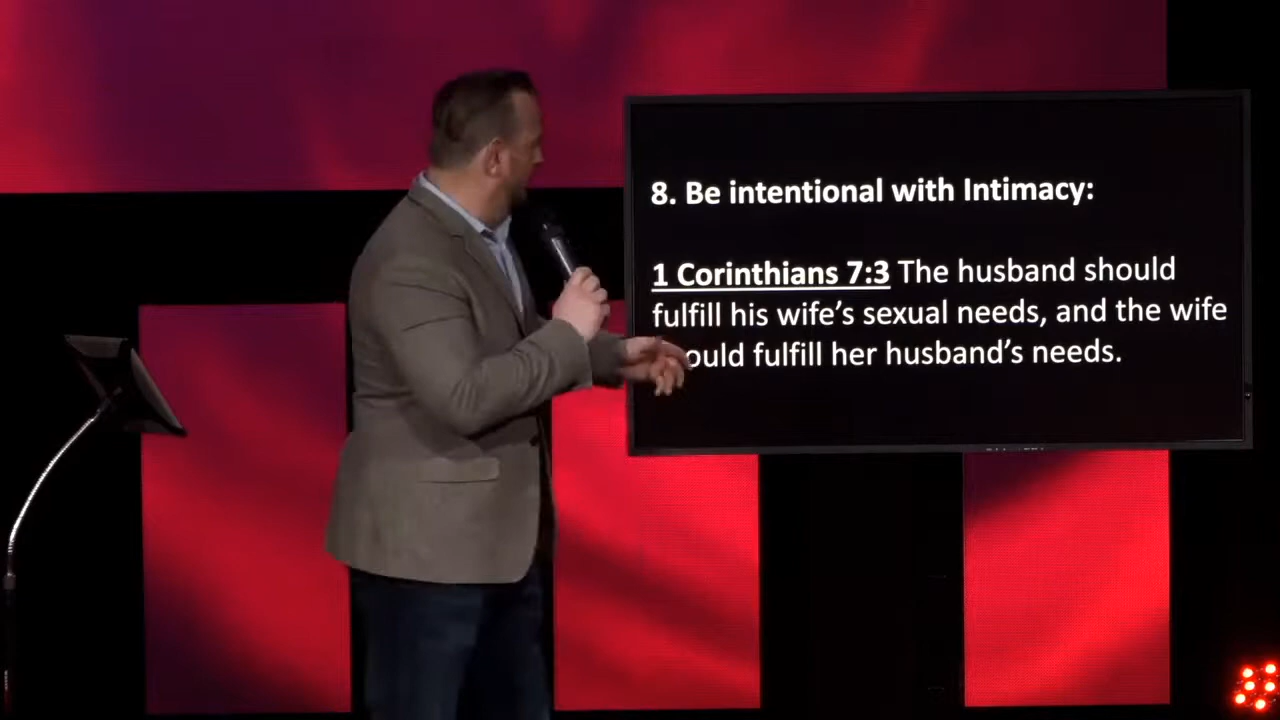 8. Be intentional with Intimacy:
1 Corinthians 7:3 The husband should
fulfill his wife's sexual needs, and the wife
ould fulfill her husband's needs.